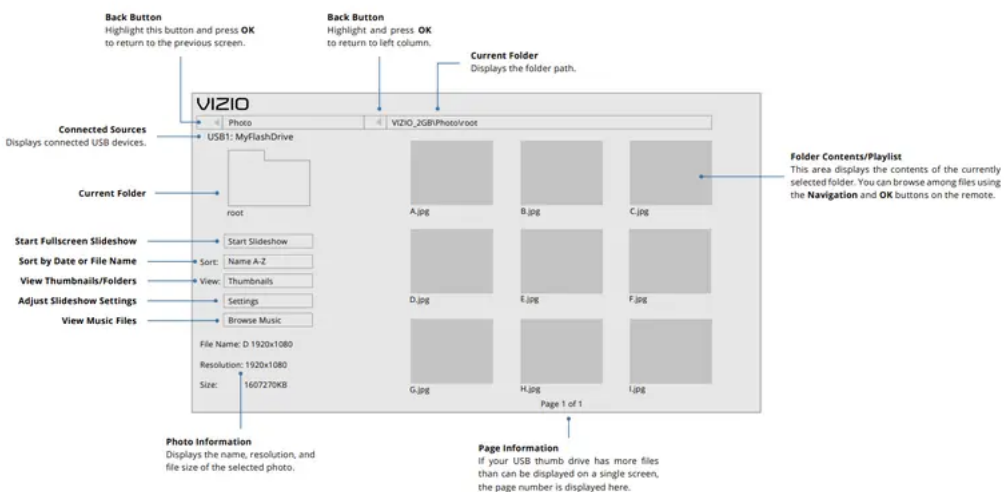 Back Button
Highlight this button and press OK
to return to the previous screen.
Back Button
Highlight and press OK
to return to left column.
Current Folder
Displays the folder path.
VIZIO
Photo
VIZIO_2GB\Photo\root
Connected Sources
Displays connected USB devices.
USB1: MyFlashDrive
Current Folder
root
A.jpg
B.jpg
C.jpg
Folder Contents/Playlist
This area displays the contents of the currently
selected folder. You can browse among files using
the Navigation and OK buttons on the remote.
Start Fullscreen Slideshow
Start Slideshow
Sort by Date or File Name
Sort:
Name A-Z
View Thumbnails/Folders
View:
Thumbnails
Adjust Slideshow Settings
Settings
View Music Files
Browse Music
D.jpg
E.jpg
F.jpg
File Name: D 1920x1080
Resolution: 1920x1080
Size: 1607270KB
G.jpg
H.jpg
I.jpg
Page 1 of 1
Photo Information
Displays the name, resolution, and
file size of the selected photo.
Page Information
If your USB thumb drive has more files
than can be displayed on a single screen,
the page number is displayed here.